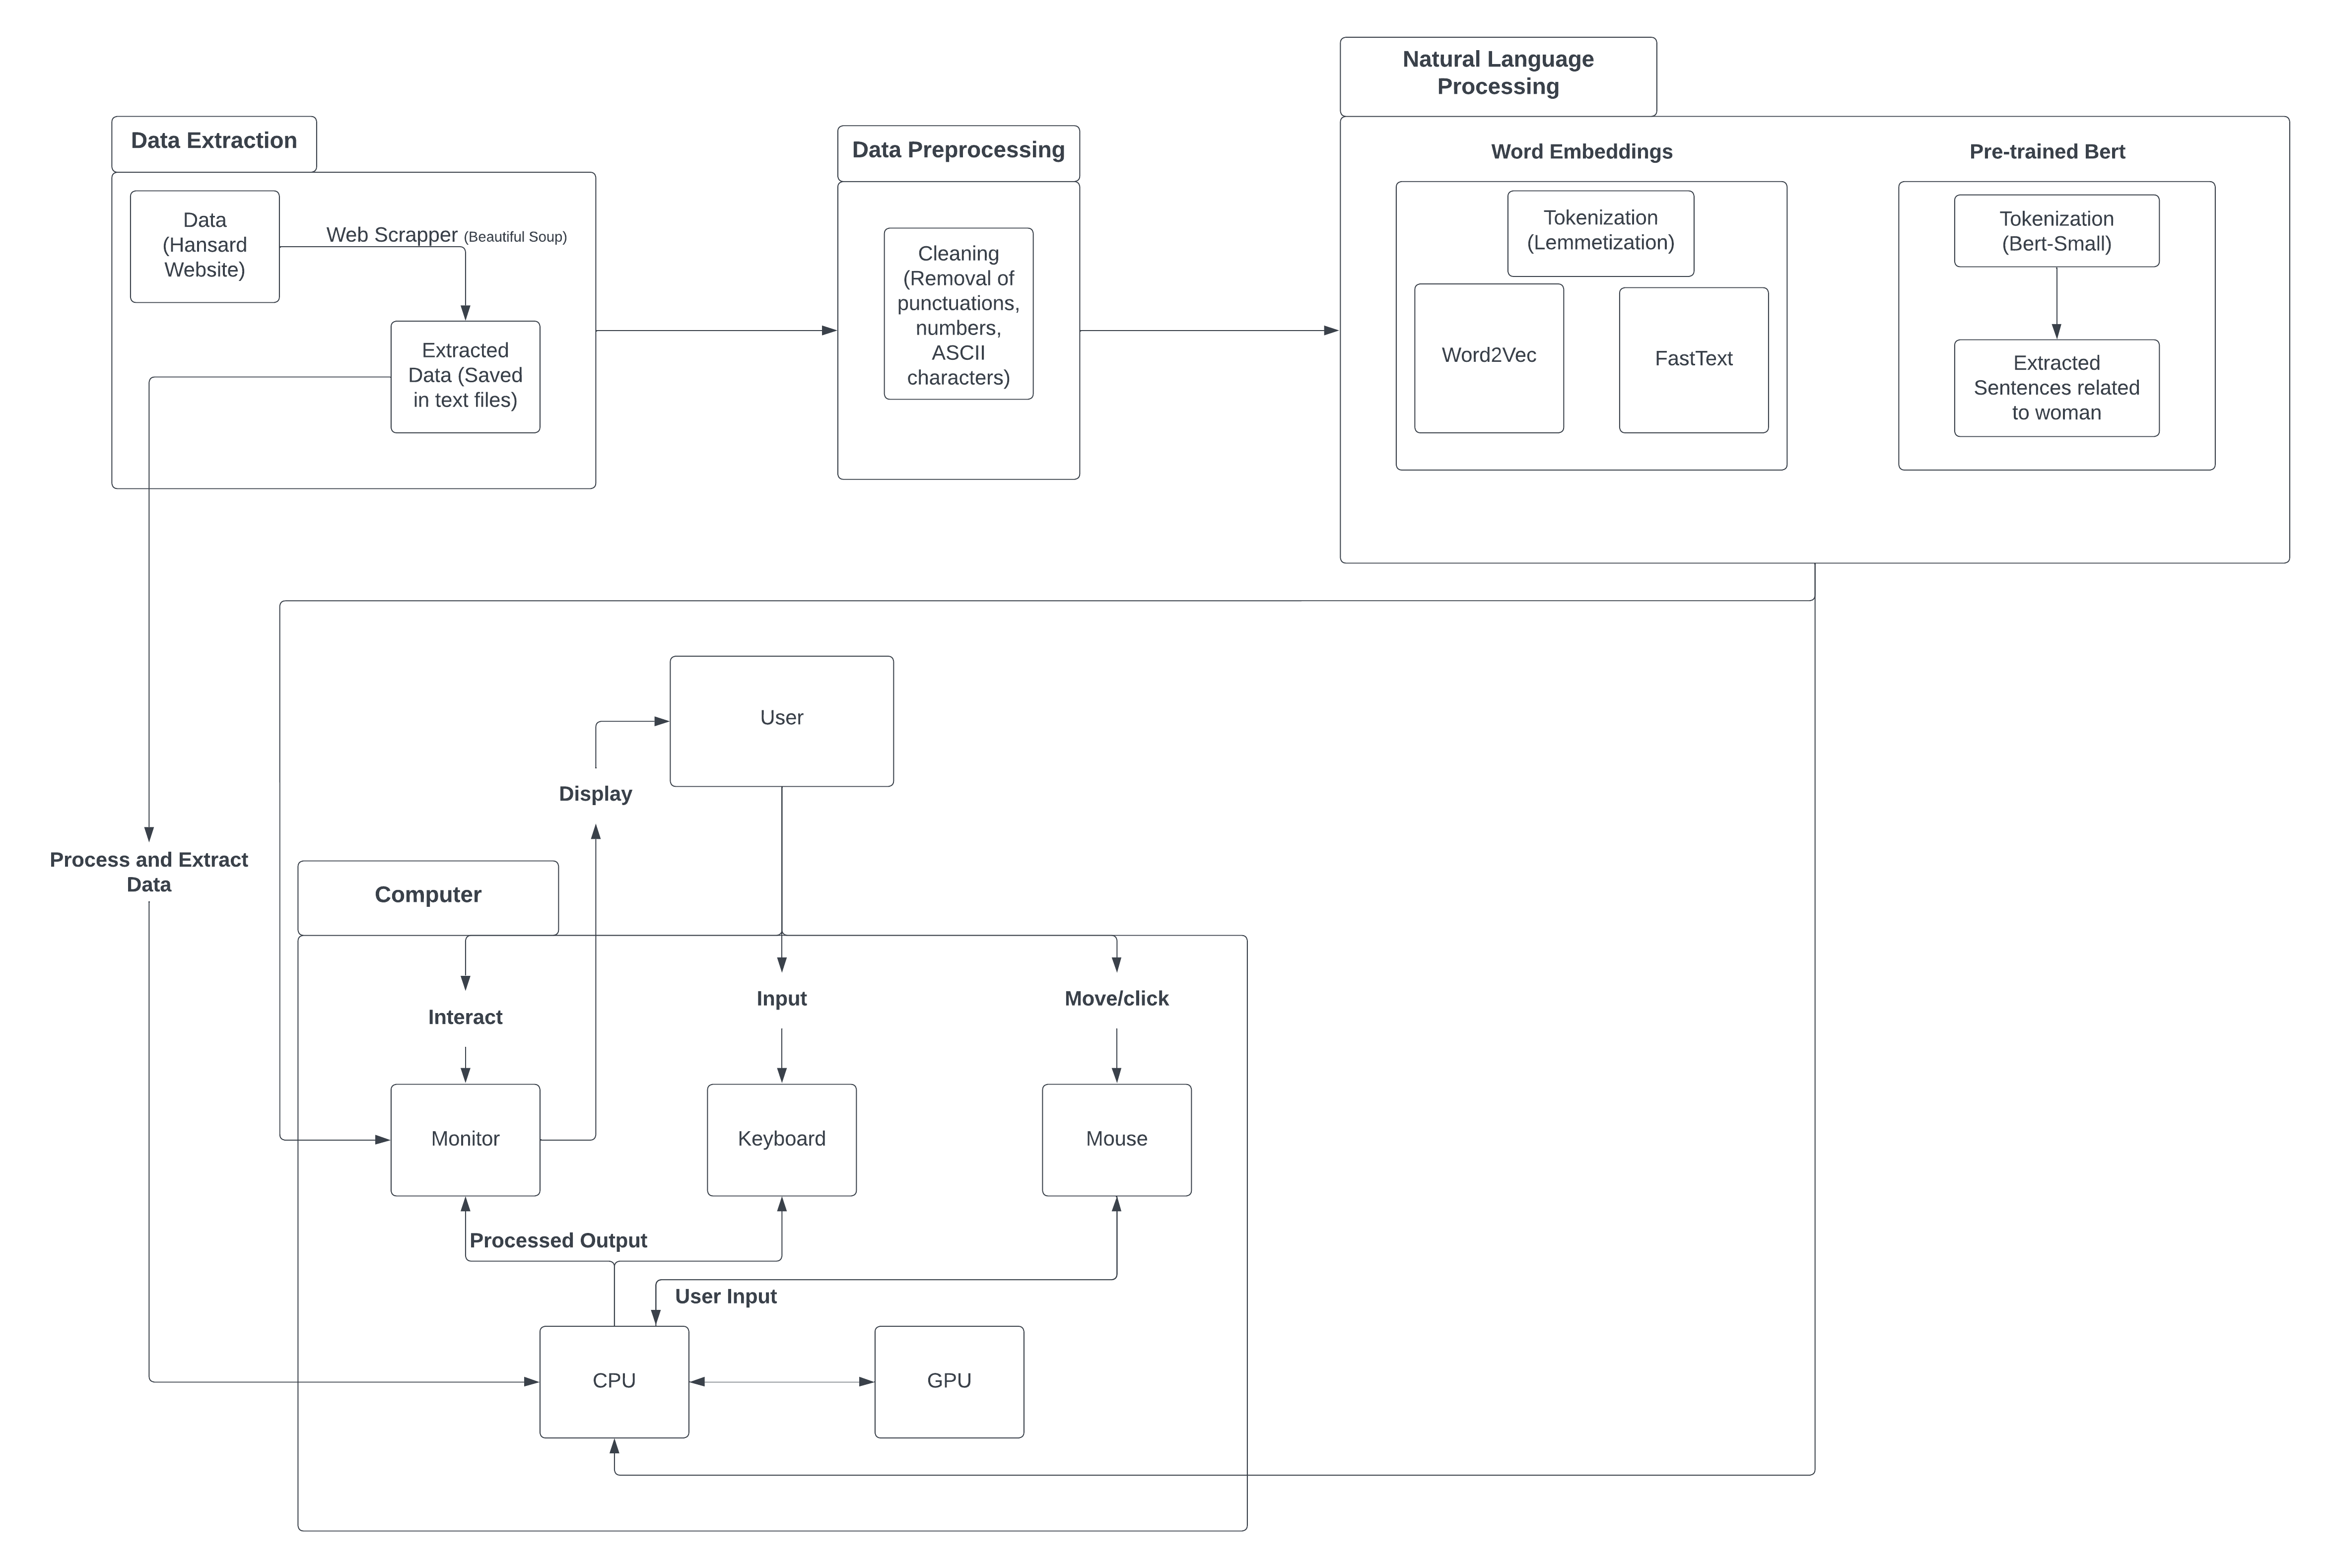 Natural Language
Processing
Data Extraction
Data
(Hansard
Website)
Web Scrapper (Beautiful Soup)
Extracted
Data (Saved
in text files)
Data Preprocessing
Cleaning
(Removal of
punctuations,
numbers,
ASCII
characters)
Word Embeddings
Tokenization
(Lemmetization)
Word2Vec
FastText
Pre-trained Bert
Tokenization
(Bert-Small)
Extracted
Sentences related
to woman
User
Display
Process and Extract
Data
Computer
Interact
Input
Move/click
Monitor
Keyboard
Mouse
Processed Output
User Input
CPU
GPU